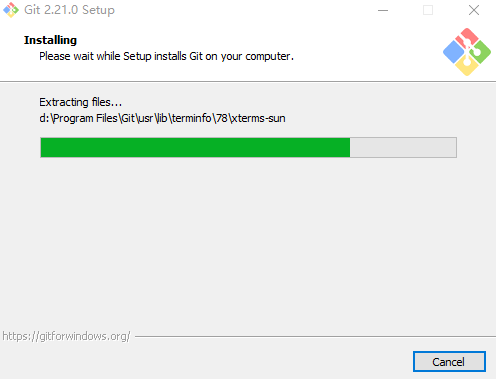 Git 2.21.0 Setup
Installing
Please wait while Setup installs Git on your computer.
Extracting files...
d:\Program Files\Git\usr\lib\terminfo\78\xterms-sun
https://gitforwindows.org/
Cancel